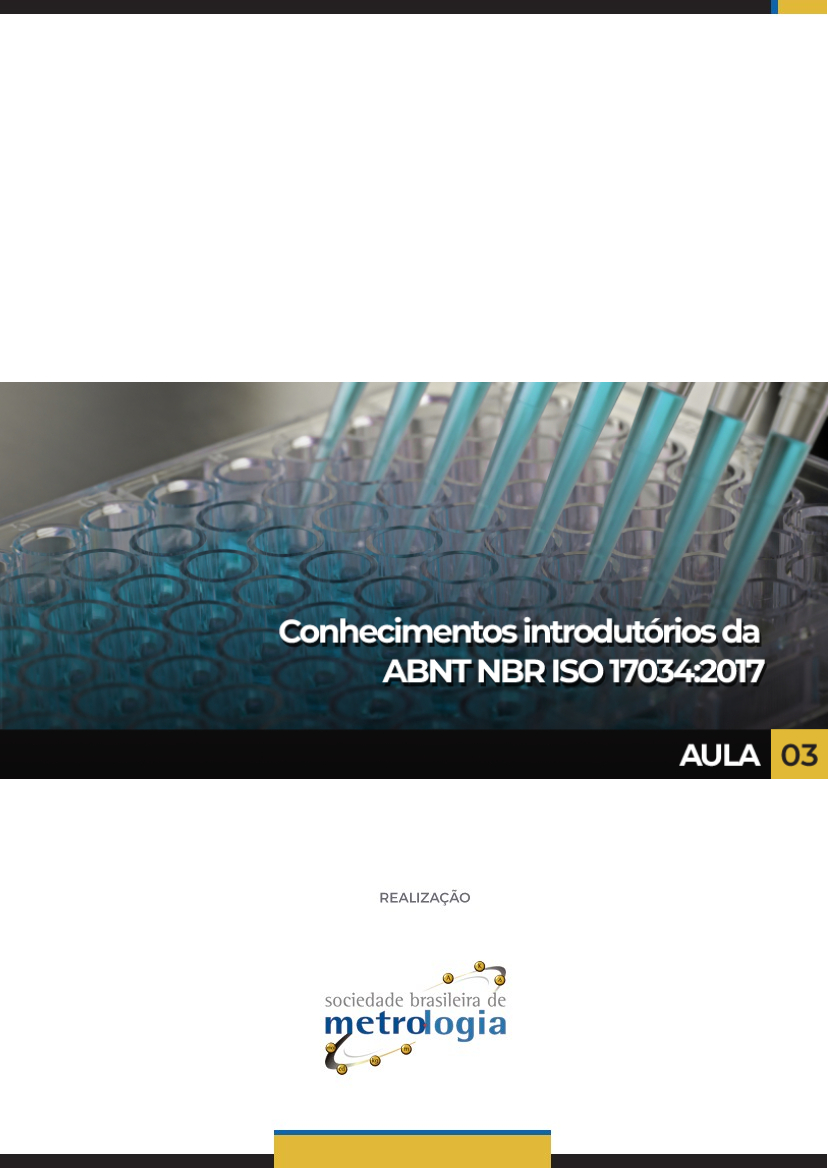 Conhecimentos introdutórios da
ABNT NBR ISO 17034:2017
AULA 03
REALIZAÇÃO
sociedade brasileira de
metrologia